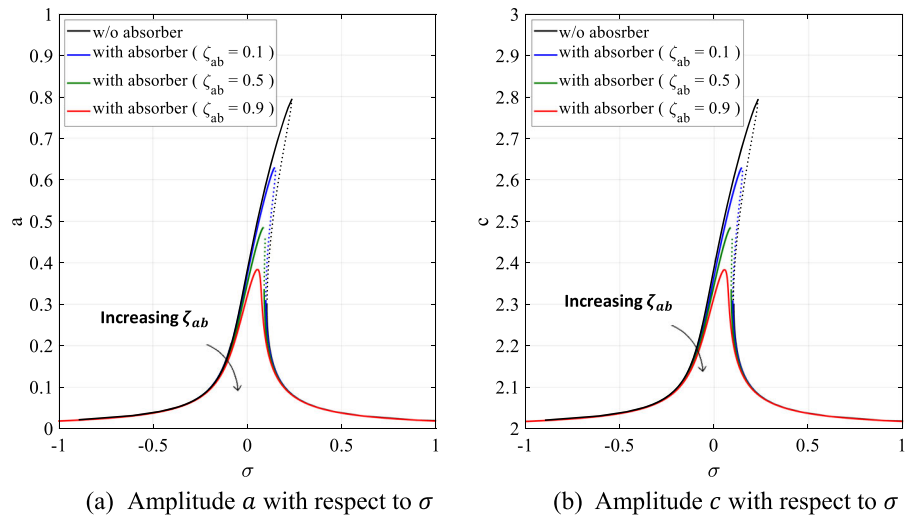 1
0.9
0.8
0.7
0.6
0.5
0.4
0.3
0.2
0.1
0
a
w/o abosrber
with absorber ( ζab = 0.1 )
with absorber ( ζab = 0.5 )
with absorber ( ζab = 0.9 )
Increasing ζab
-1 -0.5 0 0.5 1
σ
(a) Amplitude a with respect to σ
3
2.9
2.8
2.7
2.6
2.5
2.4
2.3
2.2
2.1
2
c
w/o abosrber
with absorber ( ζab = 0.1 )
with absorber ( ζab = 0.5 )
with absorber ( ζab = 0.9 )
Increasing ζab
-1 -0.5 0 0.5 1
σ
(b) Amplitude c with respect to σ